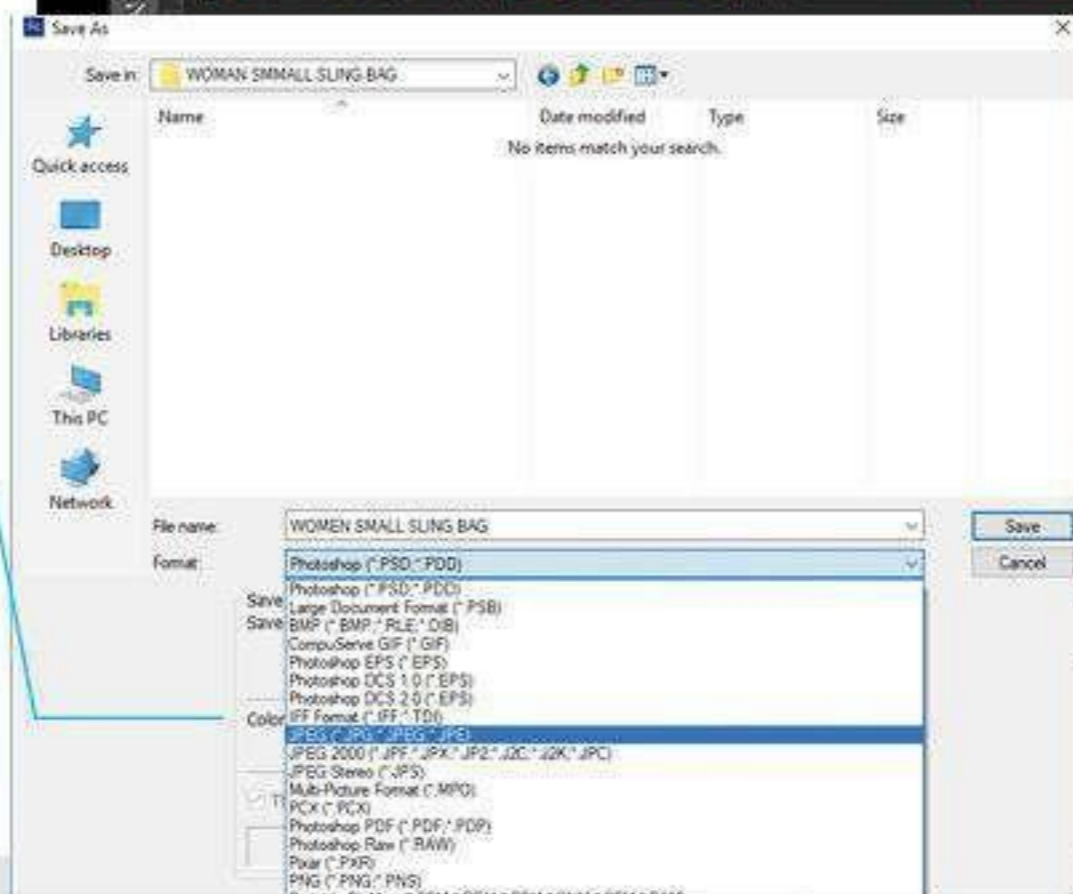 Save As
Save in: WOMAN SMMALL SLING BAG
Name Date modified Type Size
No items match your search.
Quick access
Desktop
Libraries
This PC
Network
File name: WOMEN SMALL SLING BAG Save
Format: Photoshop (*.PSD;*.PDD) Cancel
Photoshop (*.PSD;*.PDD)
Save Large Document Format (*.PSB)
Save BMP (*.BMP;*.RLE;*.DIB)
CompuServe GIF (*.GIF)
Photoshop EPS (*.EPS)
Photoshop DCS 1.0 (*.EPS)
Photoshop DCS 2.0 (*.EPS)
Color IFF Format (*.IFF;*.TDI)
JPEG (*.JPG;*.JPEG;*.JPE)
JPEG 2000 (*.JPF;*.JPX;*.JP2;*.J2C;*.J2K;*.JPC)
JPEG Stereo (*.JPS)
Multi-Picture Format (*.MPO)
PCX (*.PCX)
Photoshop PDF (*.PDF;*.PDP)
Photoshop Raw (*.RAW)
Pixar (*.PXR)
PNG (*.PNG;*.PNS)